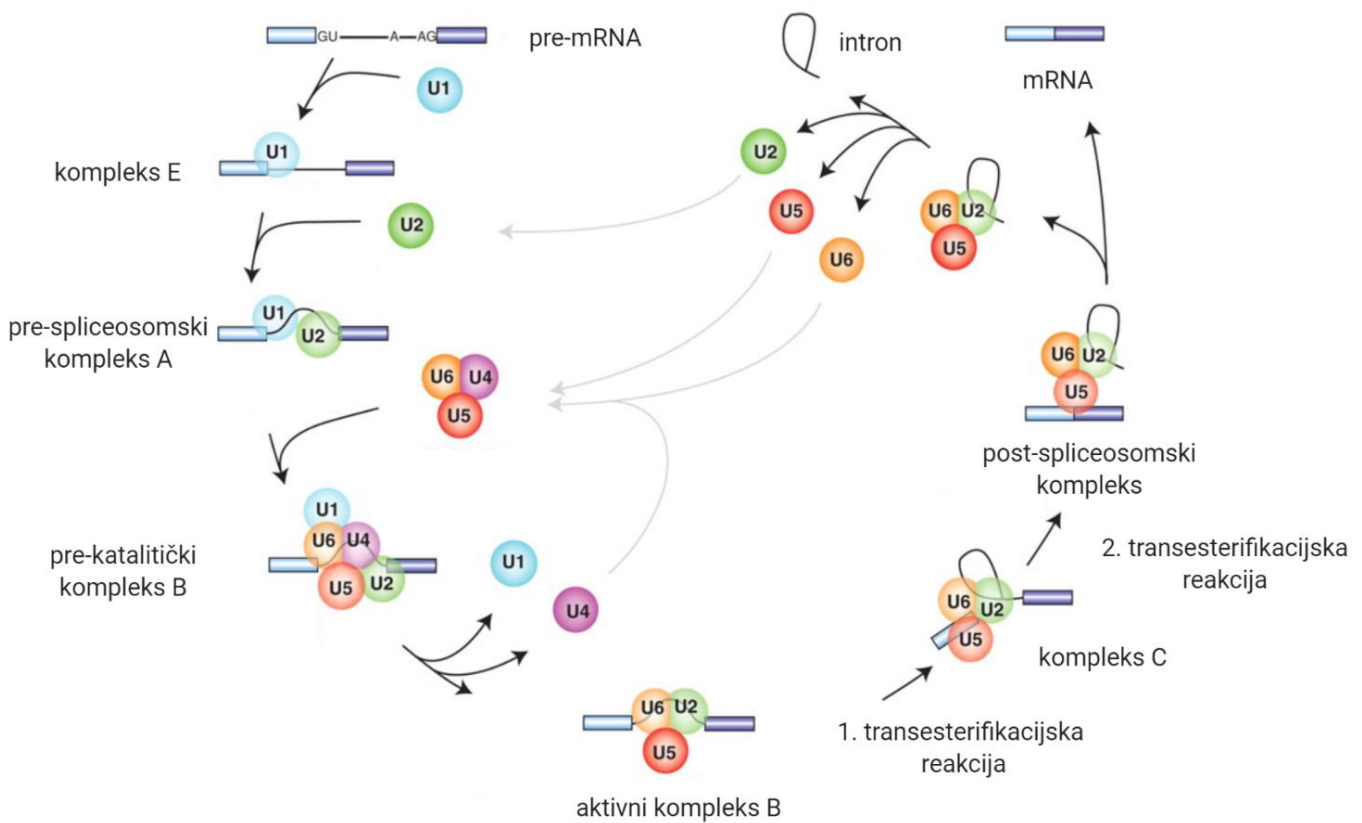 GU A AG
pre-mRNA
U1
U1
kompleks E
U2
U1
U2
pre-spliceosomski
kompleks A
U6 U4
U5
U1
U6 U4
U5 U2
pre-katalitički
kompleks B
U1
U4
U6 U2
U5
aktivni kompleks B
1. transesterifikacijska
reakcija
U6 U2
U5
kompleks C
2. transesterifikacijska
reakcija
U6 U2
U5
post-spliceosomski
kompleks
mRNA
U6 U2
U5
intron
U2
U5
U6